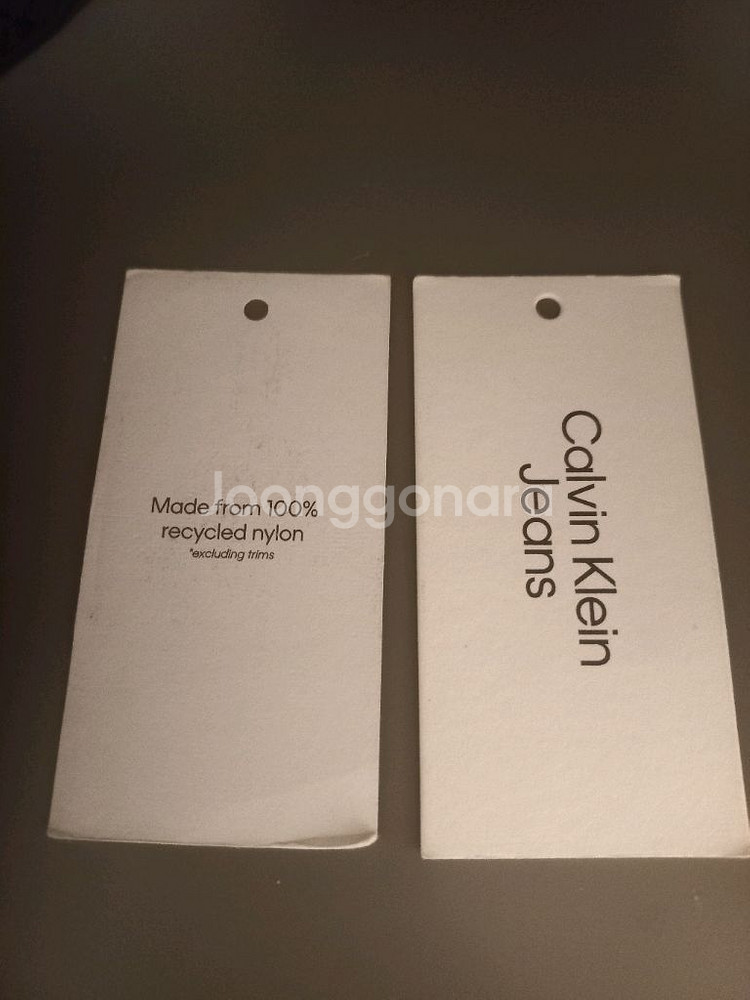 Made from 100%
recycled nylon
*excluding trims
Calvin Klein
Jeans
joonggonara